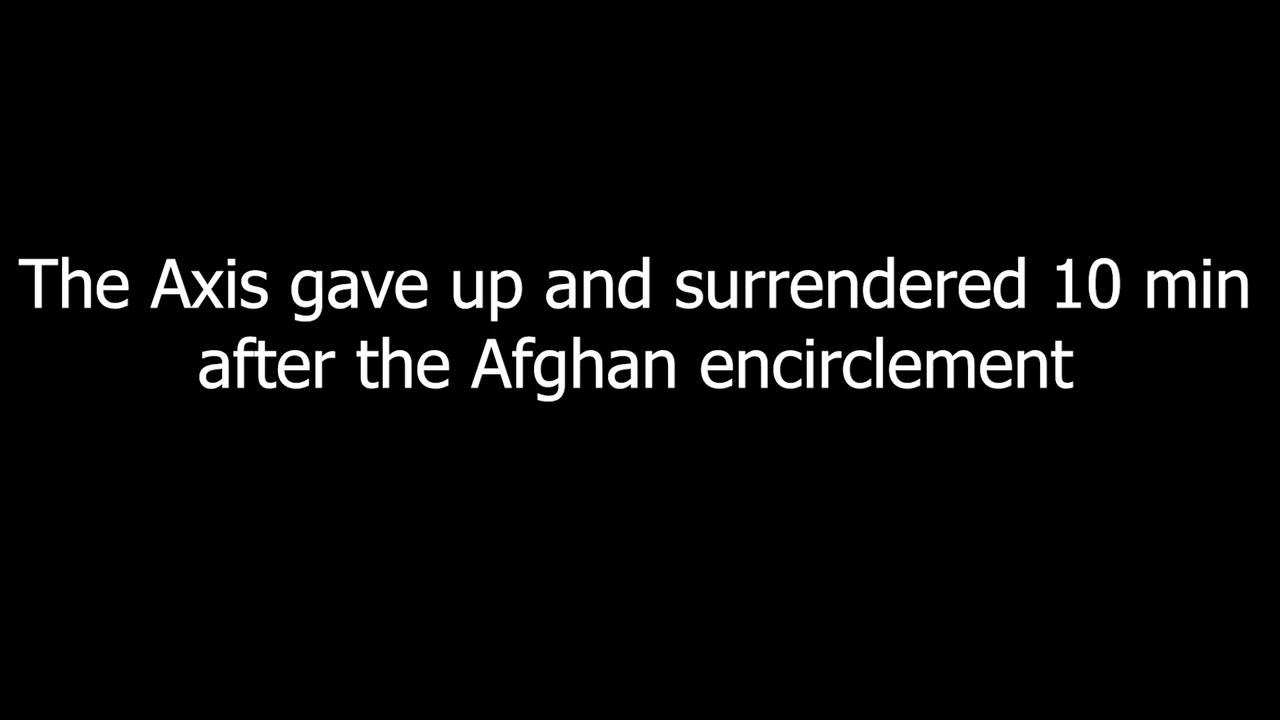 The Axis gave up and surrendered 10 min
after the Afghan encirclement